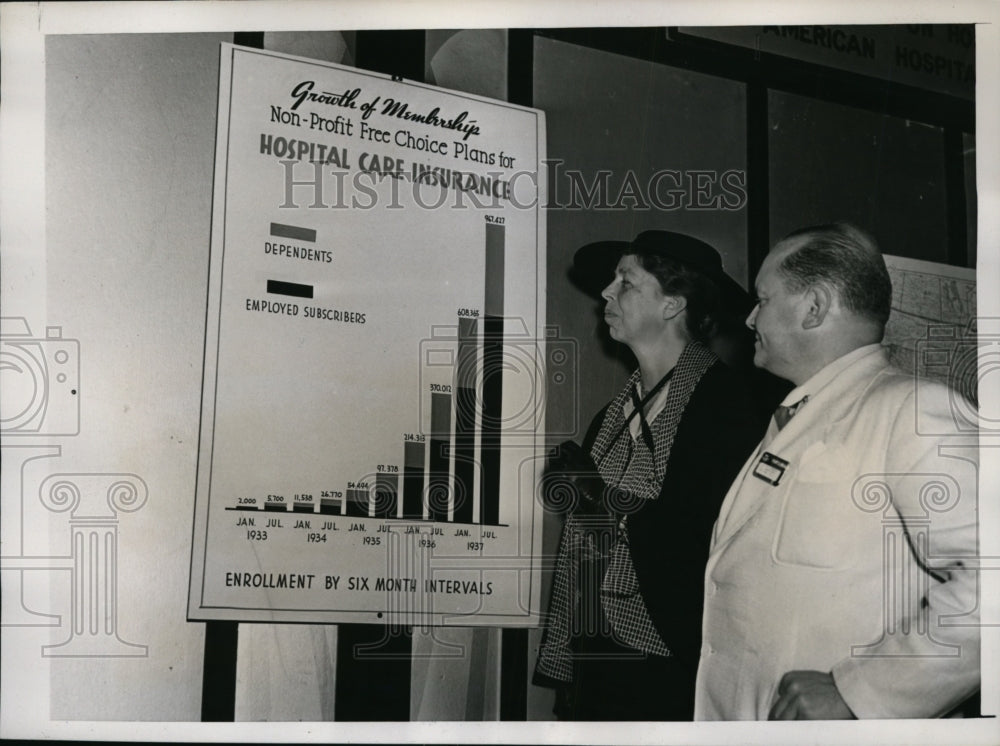 ON HO
AMERICAN HOSPITA
Growth of Membership
Non-Profit Free Choice Plans for
HOSPITAL CARE INSURANCE
HISTORIC IMAGES
DEPENDENTS
EMPLOYED SUBSCRIBERS
967,427
608,365
370,012
214,313
97,378
54,494
26,770
11,538
5,700
2,000
JAN. JUL. JAN. JUL. JAN. JUL. JAN. JUL. JAN. JUL.
1933 1934 1935 1936 1937
ENROLLMENT BY SIX MONTH INTERVALS